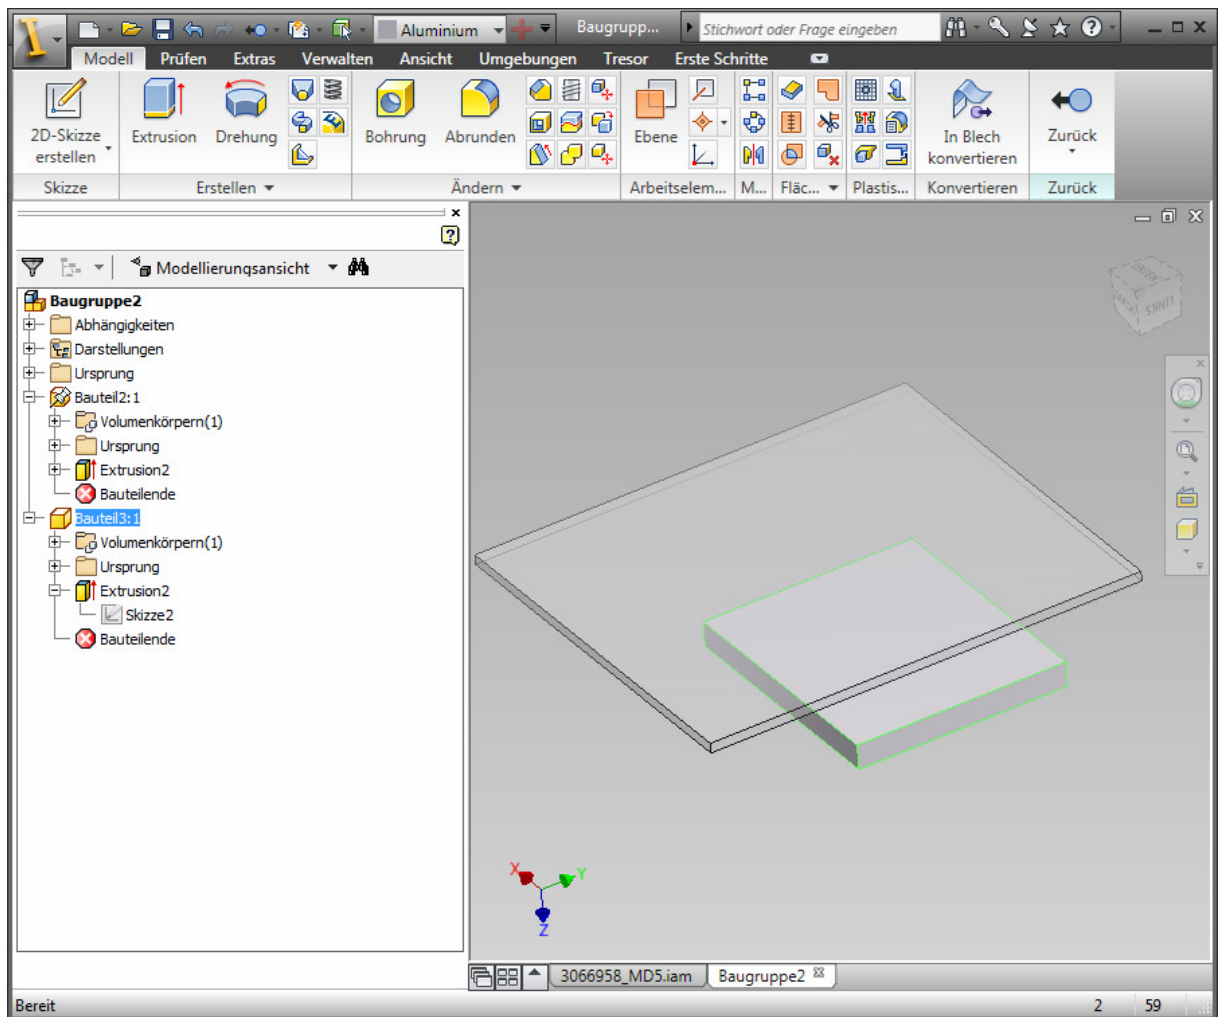 Aluminium
Baugrupp...
Stichwort oder Frage eingeben
Modell Prüfen Extras Verwalten Ansicht Umgebungen Tresor Erste Schritte
2D-Skizze erstellen
Extrusion
Drehung
Bohrung
Abrunden
Ebene
In Blech konvertieren
Zurück
Skizze Erstellen Ändern Arbeitselem... M... Fläc... Plastis... Konvertieren Zurück
Modellierungsansicht
Baugruppe2
Abhängigkeiten
Darstellungen
Ursprung
Bauteil2:1
Volumenkörpern(1)
Ursprung
Extrusion2
Bauteilende
Bauteil3:1
Volumenkörpern(1)
Ursprung
Extrusion2
Skizze2
Bauteilende
LINKS
X
Y
Z
3066958_MD5.iam
Baugruppe2
Bereit
2 59